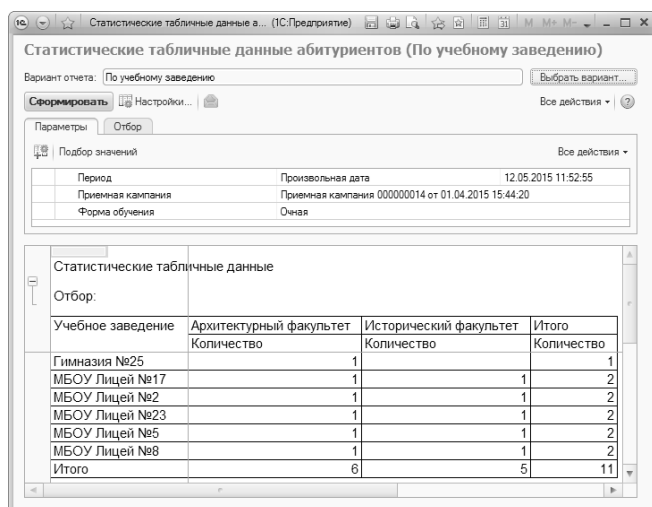 Статистические табличные данные а... (1С:Предприятие) M M+ M-
Статистические табличные данные абитуриентов (По учебному заведению)
Вариант отчета: По учебному заведению Выбрать вариант...
Сформировать Настройки... Все действия ?
Параметры Отбор
Подбор значений Все действия
Период Произвольная дата 12.05.2015 11:52:55
Приемная кампания Приемная кампания 000000014 от 01.04.2015 15:44:20
Форма обучения Очная
Статистические табличные данные
Отбор:
Учебное заведение Архитектурный факультет Исторический факультет Итого
Количество Количество Количество
Гимназия №25 1 1
МБОУ Лицей №17 1 1 2
МБОУ Лицей №2 1 1 2
МБОУ Лицей №23 1 1 2
МБОУ Лицей №5 1 1 2
МБОУ Лицей №8 1 1 2
Итого 6 5 11